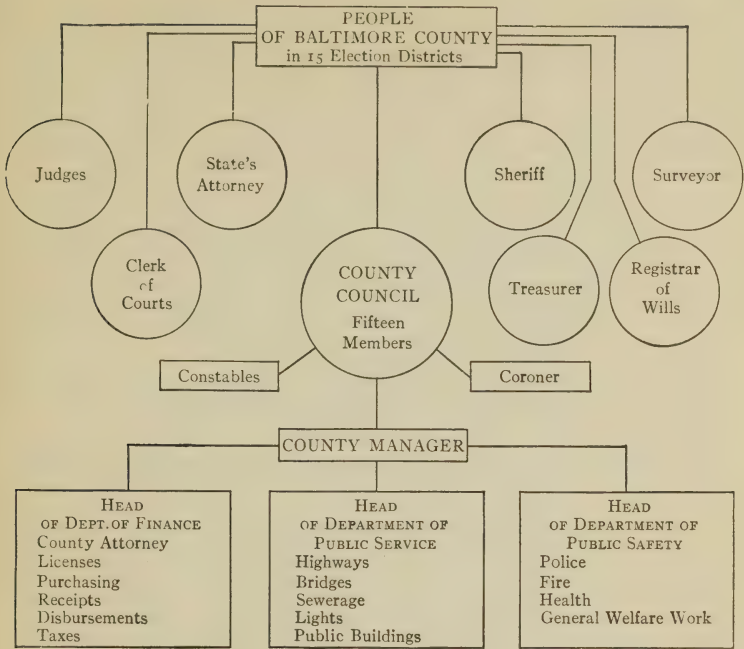 PEOPLE
OF BALTIMORE COUNTY
in 15 Election Districts
Judges
State's
Attorney
Sheriff
Surveyor
Clerk
of
Courts
COUNTY
COUNCIL
Fifteen
Members
Treasurer
Registrar
of
Wills
Constables
Coroner
COUNTY MANAGER
HEAD
OF DEPT. OF FINANCE
County Attorney
Licenses
Purchasing
Receipts
Disbursements
Taxes
HEAD
OF DEPARTMENT OF
PUBLIC SERVICE
Highways
Bridges
Sewerage
Lights
Public Buildings
HEAD
OF DEPARTMENT OF
PUBLIC SAFETY
Police
Fire
Health
General Welfare Work